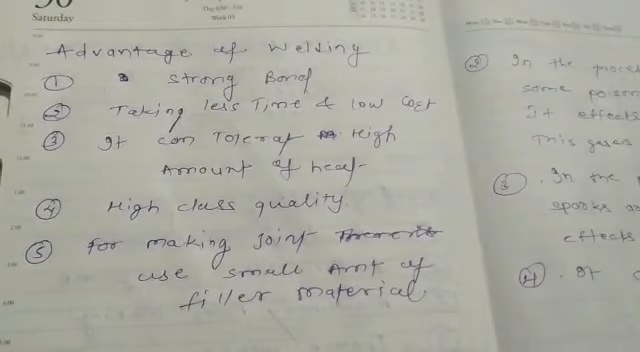 Saturday
Week 05
Advantage of Welding
① Strong Bond
② Taking less Time & low Cost
③ It can Tolerat High
Amount of heat
④ High class quality.
⑤ For making Joint
use small Amt of
filler material.
② In the
some
It effects
This gases
③ . In the
sparks
effects
④ . It